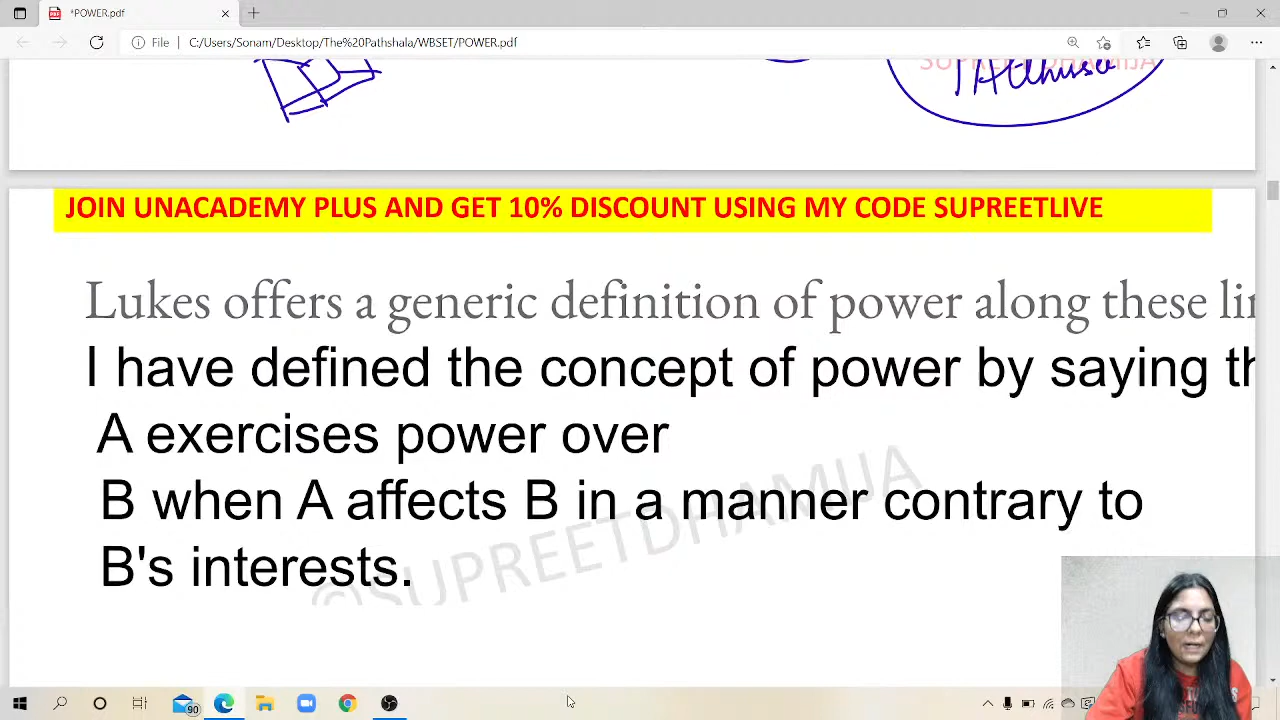 *POWER.pdf
File
C:/Users/Sonam/Desktop/The%20Pathshala/WBSET/POWER.pdf
SUPREETDHAMIJA
JOIN UNACADEMY PLUS AND GET 10% DISCOUNT USING MY CODE SUPREETLIVE
Lukes offers a generic definition of power along these
I have defined the concept of power by saying
A exercises power over
B when A affects B in a manner contrary to
B's interests.
©SUPREETDHAMIJA
90